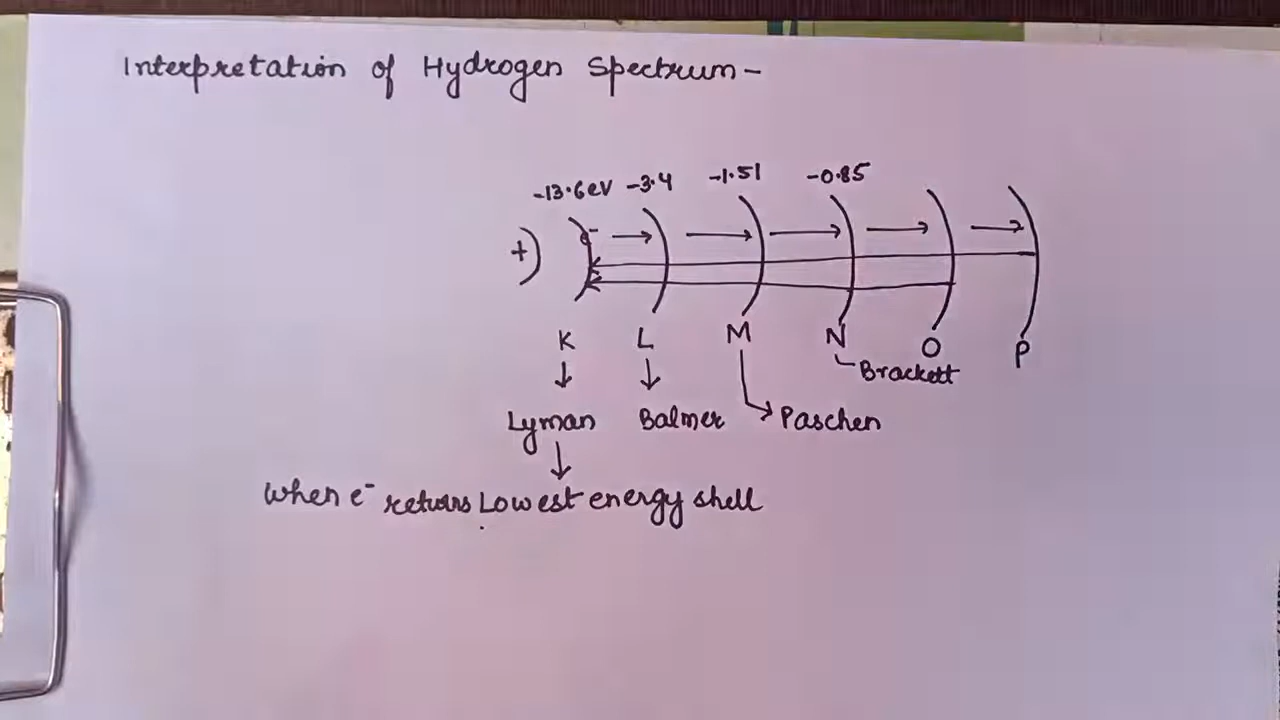 Interpretation of Hydrogen Spectrum-
-13.6eV -3.4 -1.51 -0.85
+ e-
K L M N O P
Brackett
Lyman Balmer Paschen
When e- returns Lowest energy shell